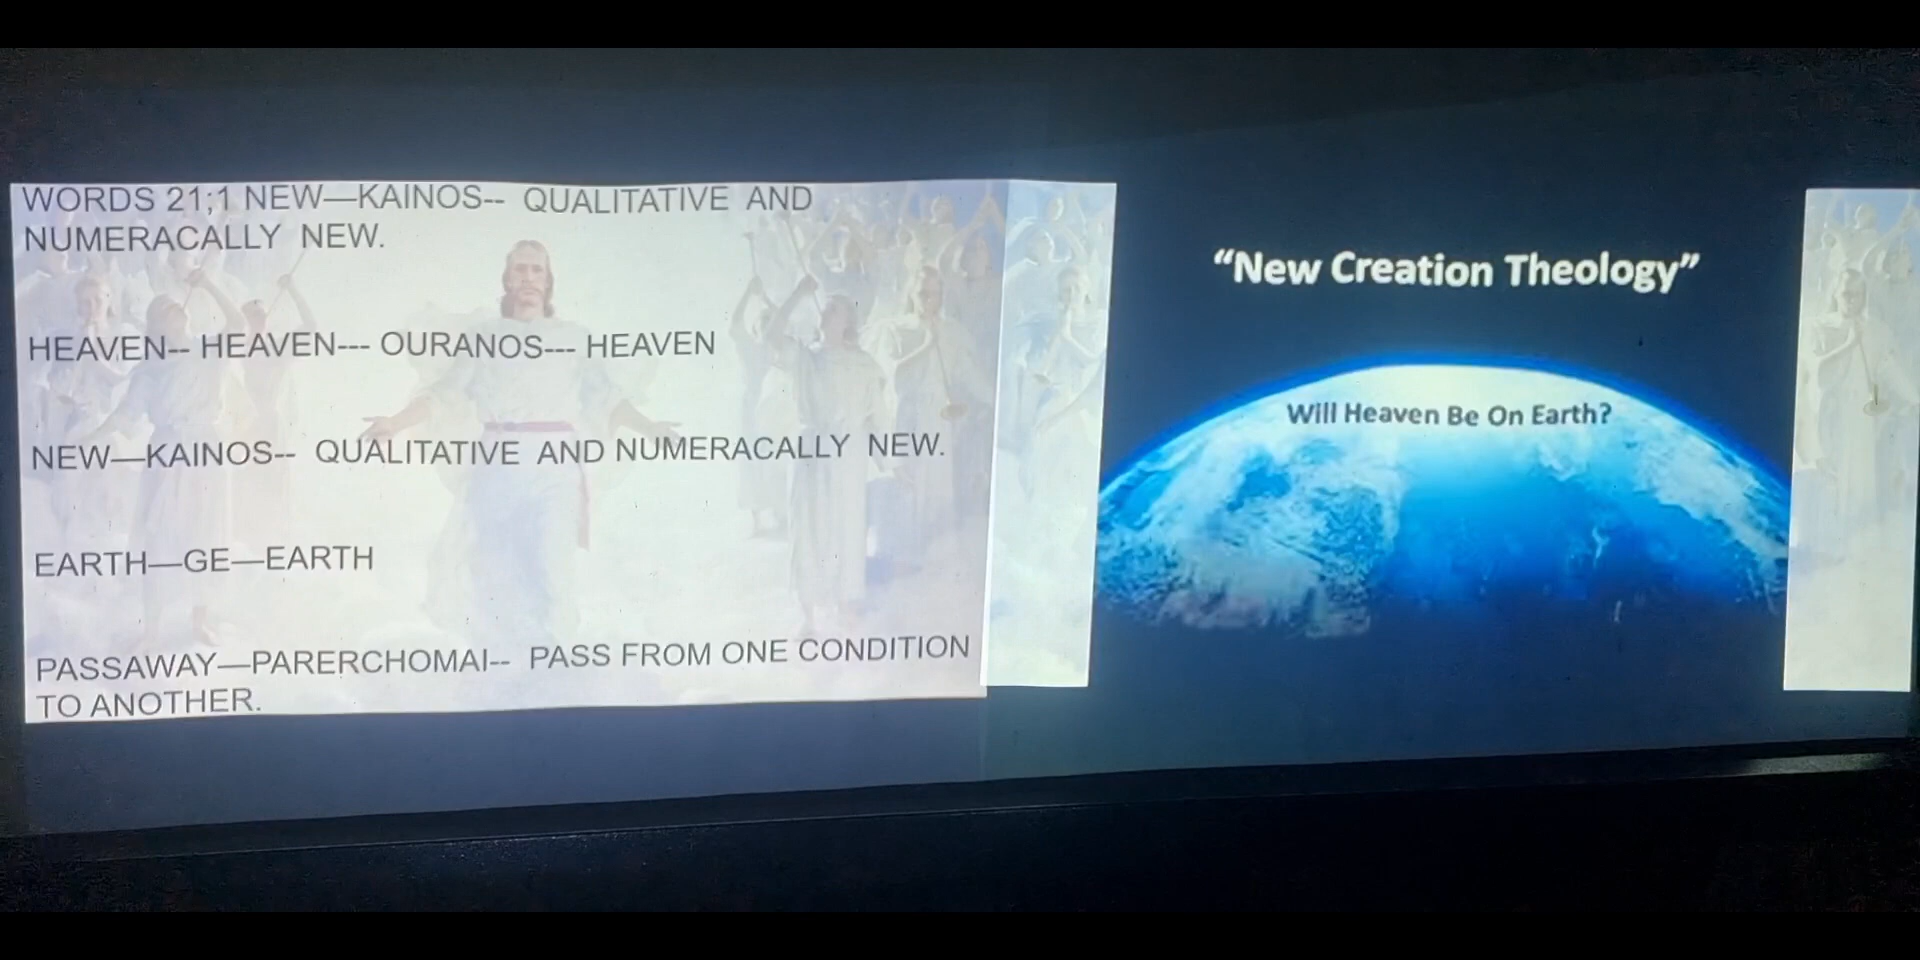 WORDS 21;1 NEW—KAINOS-- QUALITATIVE AND
NUMERACALLY NEW.
HEAVEN-- HEAVEN--- OURANOS--- HEAVEN
NEW—KAINOS-- QUALITATIVE AND NUMERACALLY NEW.
EARTH—GE—EARTH
PASSAWAY—PARERCHOMAI-- PASS FROM ONE CONDITION
TO ANOTHER.
“New Creation Theology”
Will Heaven Be On Earth?